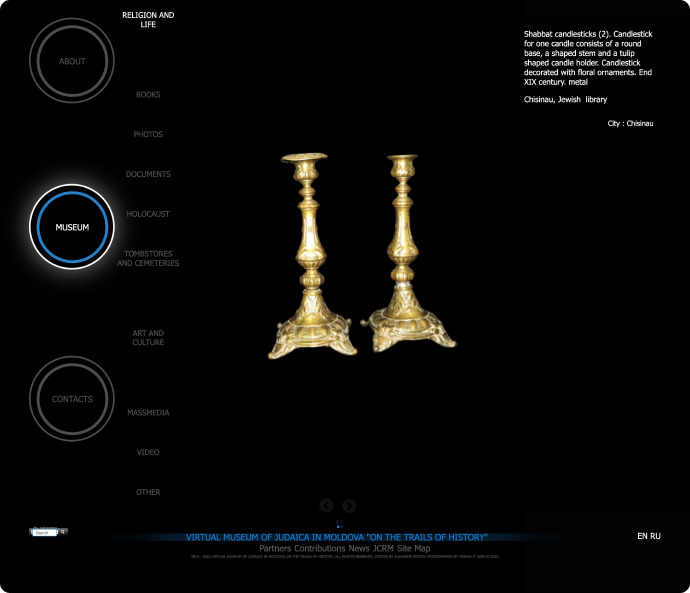 RELIGION AND
LIFE
ABOUT
BOOKS
PHOTOS
DOCUMENTS
HOLOCAUST
MUSEUM
TOMBSTONES
AND CEMETERIES
ART AND
CULTURE
CONTACTS
MASSMEDIA
VIDEO
OTHER
Shabbat candlesticks (2). Candlestick
for one candle consists of a round
base, a shaped stem and a tulip
shaped candle holder. Candlestick
decorated with floral ornaments. End
XIX century. metal
Chisinau, Jewish library
City : Chisinau
Search
VIRTUAL MUSEUM OF JUDAICA IN MOLDOVA "ON THE TRAILS OF HISTORY"
EN RU
Partners Contributions News JCRM Site Map